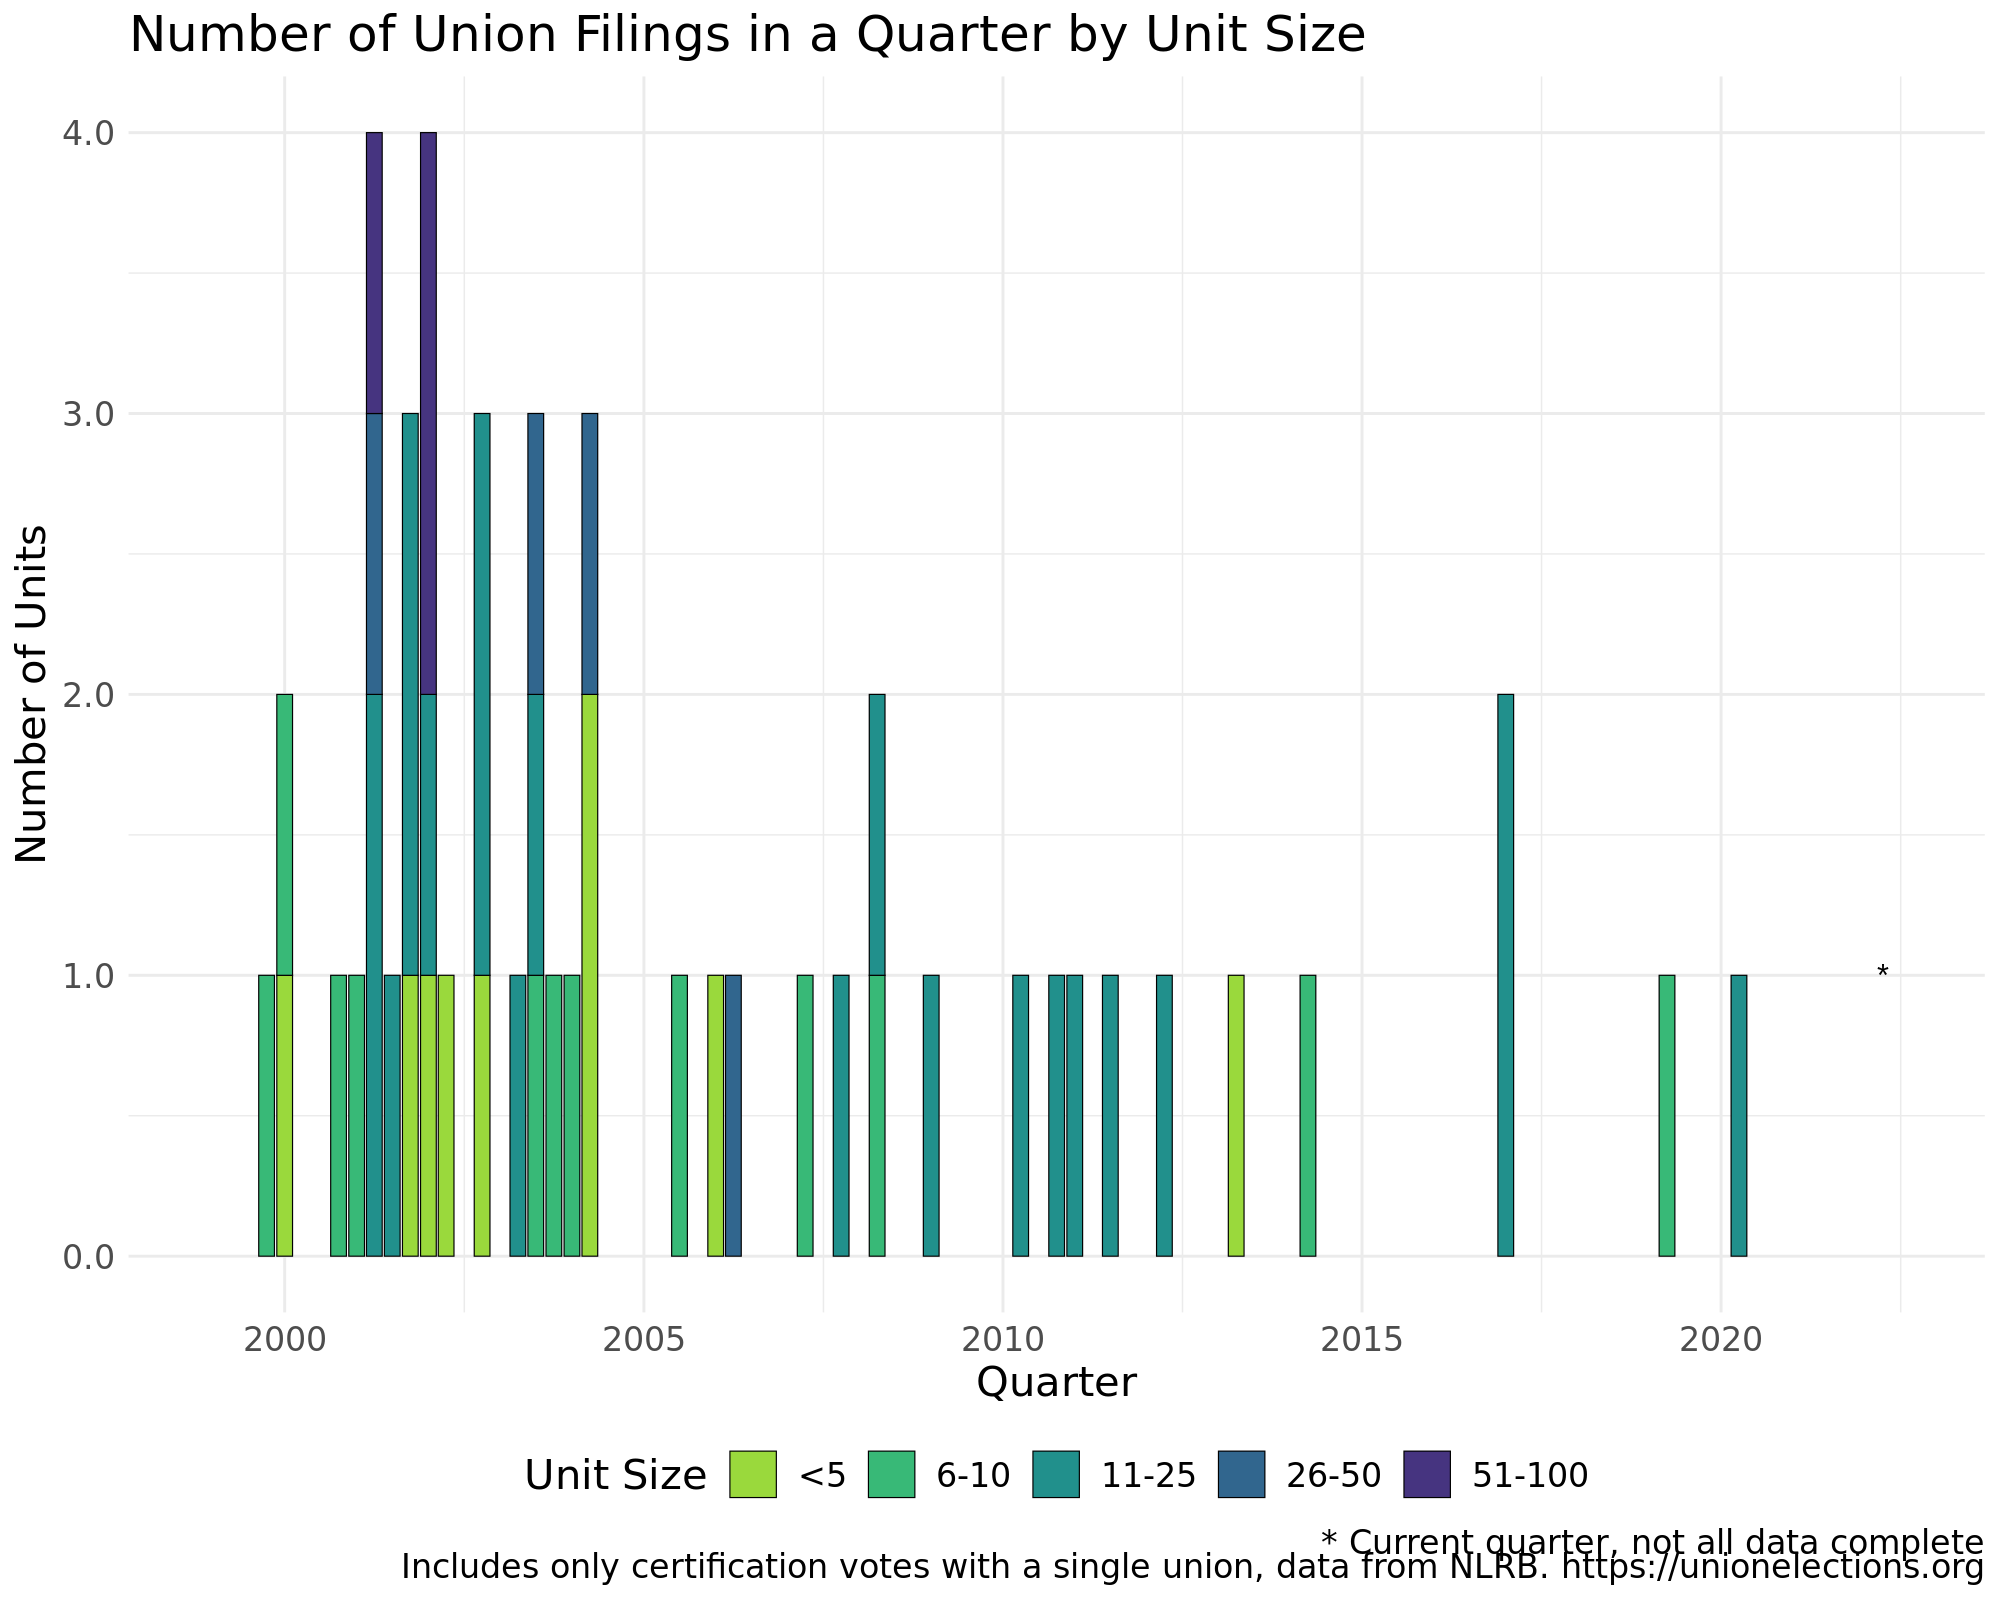 Number of Union Filings in a Quarter by Unit Size
Number of Units
4.0
3.0
2.0
1.0
0.0
*
2000 2005 2010 2015 2020
Quarter
Unit Size <5 6-10 11-25 26-50 51-100
* Current quarter, not all data complete
Includes only certification votes with a single union, data from NLRB. https://unionelections.org